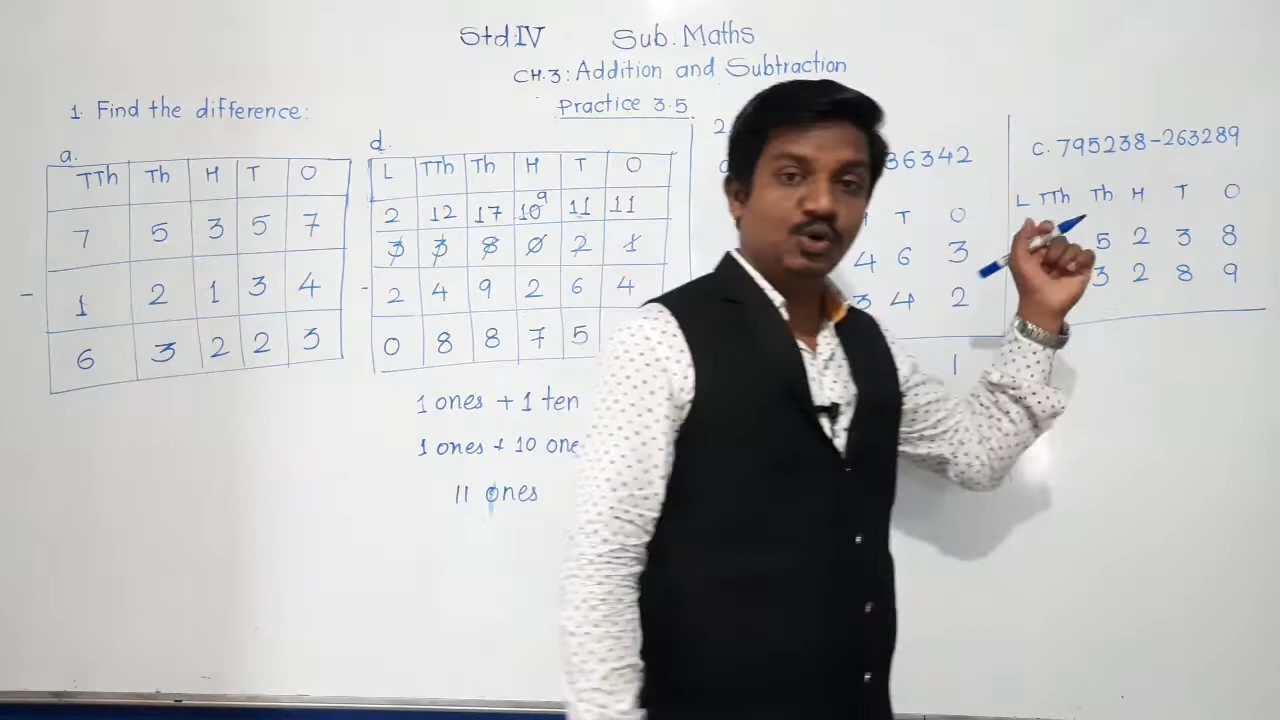 Std:IV Sub: Maths
CH.3: Addition and Subtraction
Practice 3.5
1. Find the difference:
a.
TTh Th H T O
7 5 3 5 7
- 1 2 1 3 4
6 3 2 2 3
d.
L TTh Th H T O
2 12 17 10 9 11 11
3 3 8 0 2 1
- 2 4 9 2 6 4
0 8 8 7 5
1 ones + 1 ten
1 ones + 10 one
11 ones
2.
36342
T O
4 6 3
3 4 2
1
C. 795238-263289
L TTh Th H T O
5 2 3 8
3 2 8 9